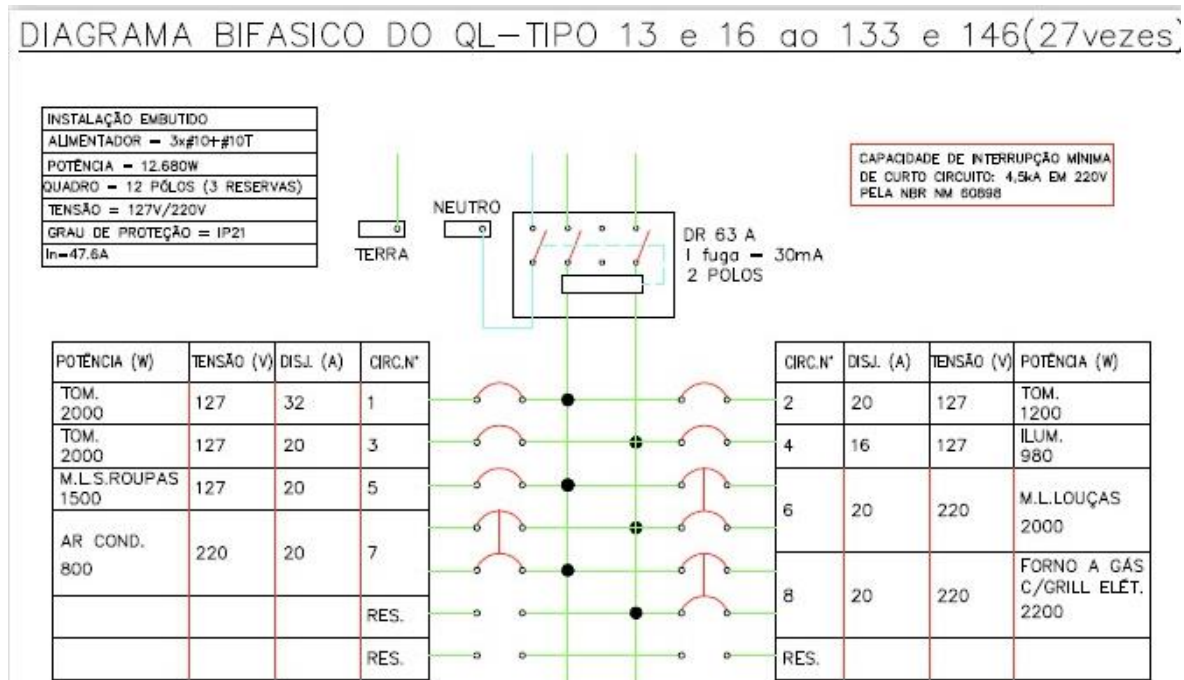 DIAGRAMA BIFASICO DO QL-TIPO 13 e 16 ao 133 e 146(27vezes)
INSTALAÇÃO EMBUTIDO
ALIMENTADOR - 3x#10+#10T
POTÊNCIA - 12.680W
QUADRO - 12 PÓLOS (3 RESERVAS)
TENSÃO = 127V/220V
GRAU DE PROTEÇÃO = IP21
In=47.6A
CAPACIDADE DE INTERRUPÇÃO MÍNIMA
DE CURTO CIRCUITO: 4,5kA EM 220V
PELA NBR NM 60898
TERRA
NEUTRO
DR 63 A
I fuga - 30mA
2 POLOS
POTÊNCIA (W) TENSÃO (V) DISJ. (A) CIRC.N°
TOM.
2000 127 32 1
TOM.
2000 127 20 3
M.L.S.ROUPAS
1500 127 20 5
AR COND.
800 220 20 7
RES.
RES.
CIRC.N° DISJ. (A) TENSÃO (V) POTÊNCIA (W)
2 20 127 TOM.
1200
4 16 127 ILUM.
980
6 20 220 M.L.LOUÇAS
2000
8 20 220 FORNO A GÁS
C/GRILL ELÉT.
2200
RES.